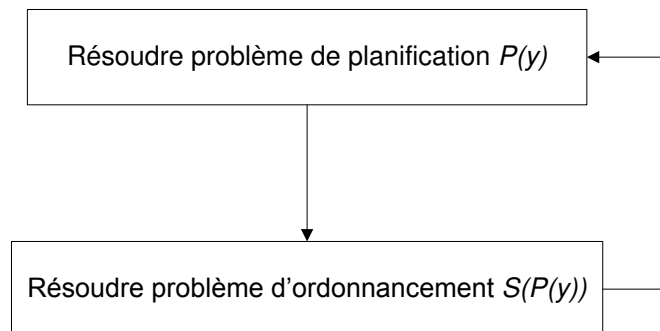 Résoudre problème de planification P(y)
Résoudre problème d'ordonnancement S(P(y))